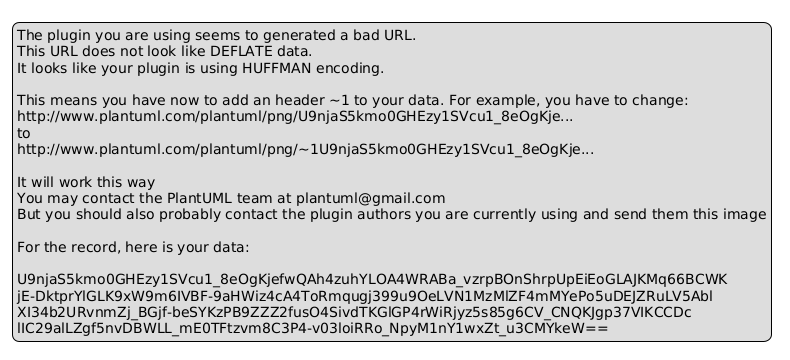 The plugin you are using seems to generated a bad URL.
This URL does not look like DEFLATE data.
It looks like your plugin is using HUFFMAN encoding.
This means you have now to add an header ~1 to your data. For example, you have to change:
http://www.plantuml.com/plantuml/png/U9njaS5kmo0GHEzy1SVcu1_8eOgKje...
to
http://www.plantuml.com/plantuml/png/~1U9njaS5kmo0GHEzy1SVcu1_8eOgKje...
It will work this way
You may contact the PlantUML team at plantuml@gmail.com
But you should also probably contact the plugin authors you are currently using and send them this image
For the record, here is your data:
U9njaS5kmo0GHEzy1SVcu1_8eOgKjefwQAh4zuhYLOA4WRABa_vzrpBOnShrpUpEiEoGLAJKMq66BCWK
jE-DktprYlGLK9xW9m6IVBF-9aHWiz4cA4ToRmqugj399u9OeLVN1MzMlZF4mMYePo5uDEJZRuLV5Abl
XI34b2URvnmZj_BGjf-beSYKzPB9ZZZ2fusO4SivdTKGlGP4rWiRjyz5s85g6CV_CNQKJgp37VIKCCDc
lIC29alLZgf5nvDBWLL_mE0TFtzvm8C3P4-v03loiRRo_NpyM1nY1wxZt_u3CMYkeW==